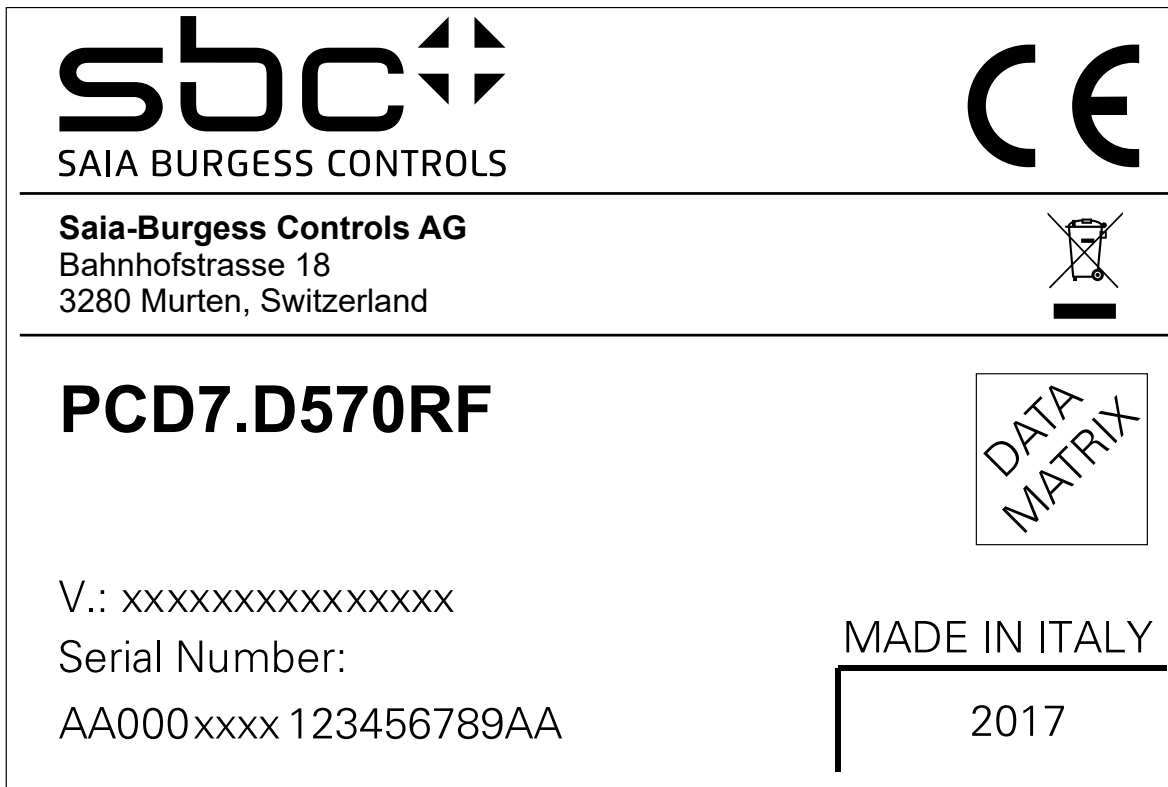 sbc
SAIA BURGESS CONTROLS
CE
Saia-Burgess Controls AG
Bahnhofstrasse 18
3280 Murten, Switzerland
PCD7.D570RF
DATA
MATRIX
V.: xxxxxxxxxxxxxxxx
Serial Number:
AA000xxxx 123456789AA
MADE IN ITALY
2017